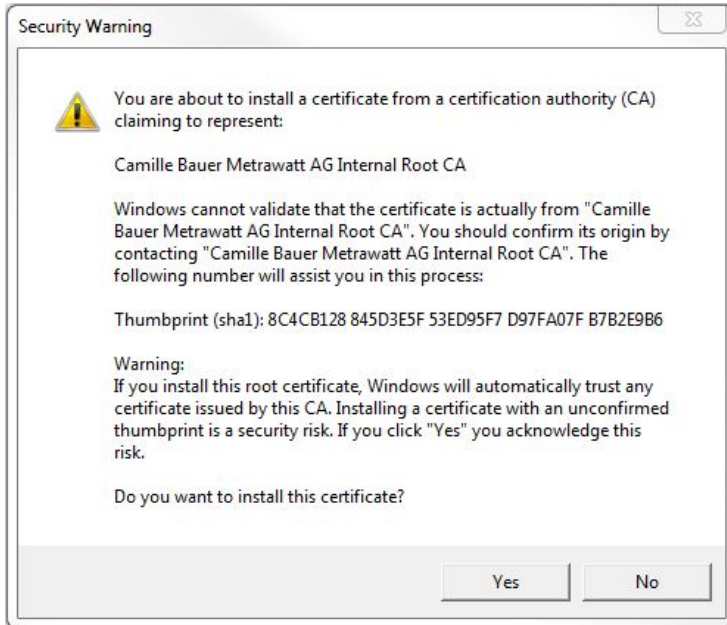 Security Warning
You are about to install a certificate from a certification authority (CA)
claiming to represent:
Camille Bauer Metrawatt AG Internal Root CA
Windows cannot validate that the certificate is actually from "Camille
Bauer Metrawatt AG Internal Root CA". You should confirm its origin by
contacting "Camille Bauer Metrawatt AG Internal Root CA". The
following number will assist you in this process:
Thumbprint (sha1): 8C4CB128 845D3E5F 53ED95F7 D97FA07F B7B2E9B6
Warning:
If you install this root certificate, Windows will automatically trust any
certificate issued by this CA. Installing a certificate with an unconfirmed
thumbprint is a security risk. If you click "Yes" you acknowledge this
risk.
Do you want to install this certificate?
Yes No